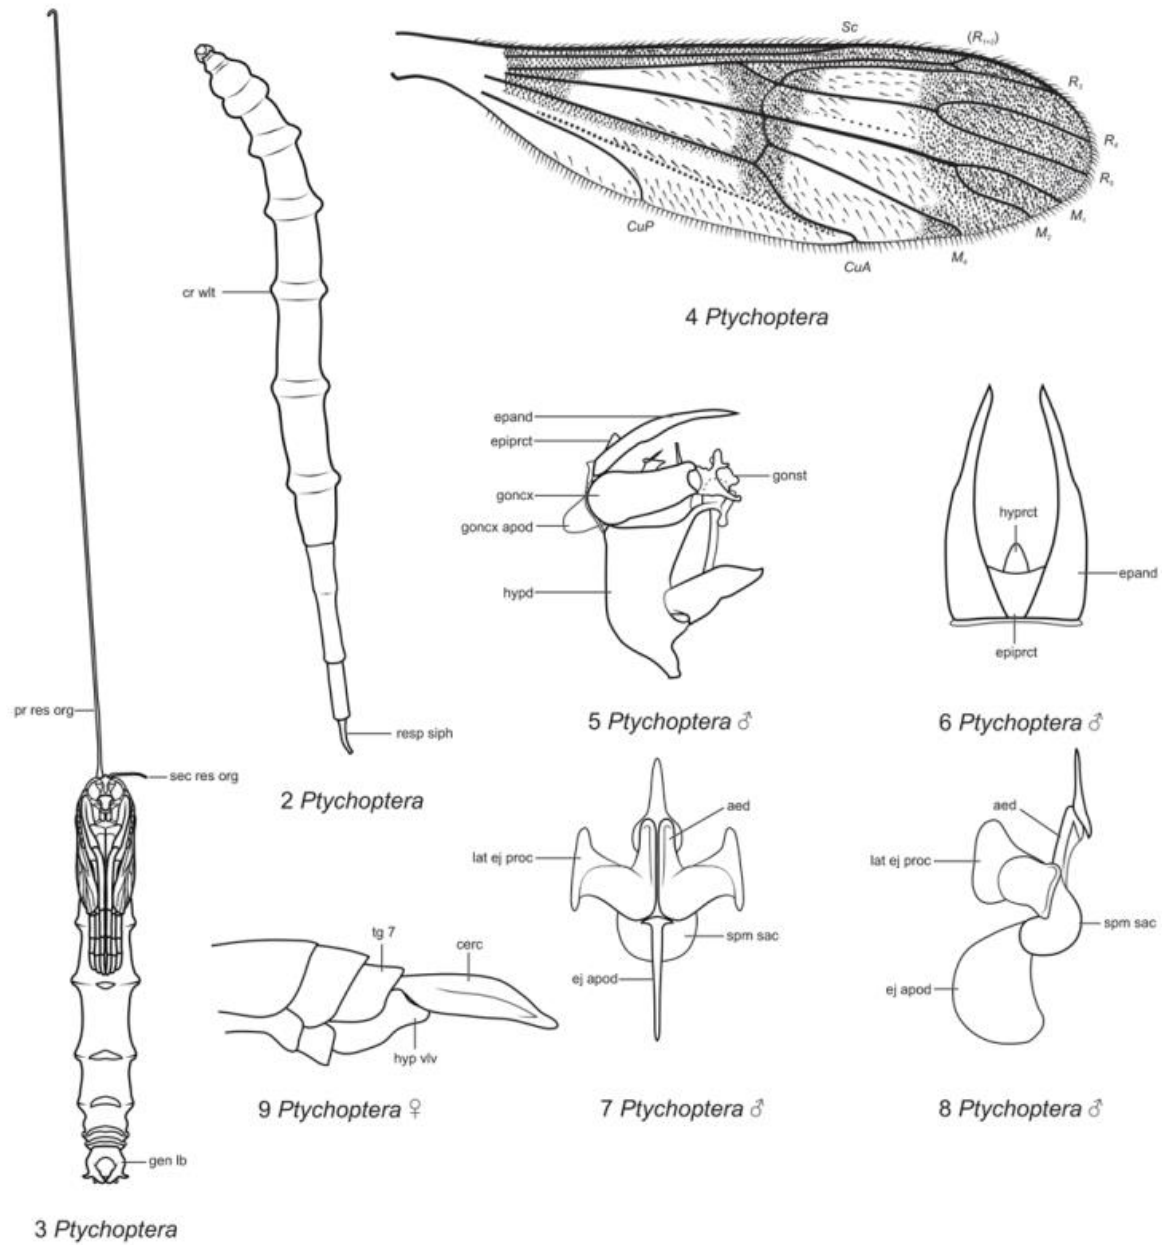 Sc
(R₁₊₂)
R₃
R₄
R₅
M₁
M₂
M₄
CuA
CuP
4 Ptychoptera
cr wlt
resp siph
2 Ptychoptera
epand
epiprct
goncx
goncx apod
hypd
gonst
5 Ptychoptera ♂
hyprct
epand
epiprct
6 Ptychoptera ♂
pr res org
sec res org
gen lb
3 Ptychoptera
tg 7
cerc
hyp vlv
9 Ptychoptera ♀
aed
lat ej proc
spm sac
ej apod
7 Ptychoptera ♂
aed
lat ej proc
spm sac
ej apod
8 Ptychoptera ♂